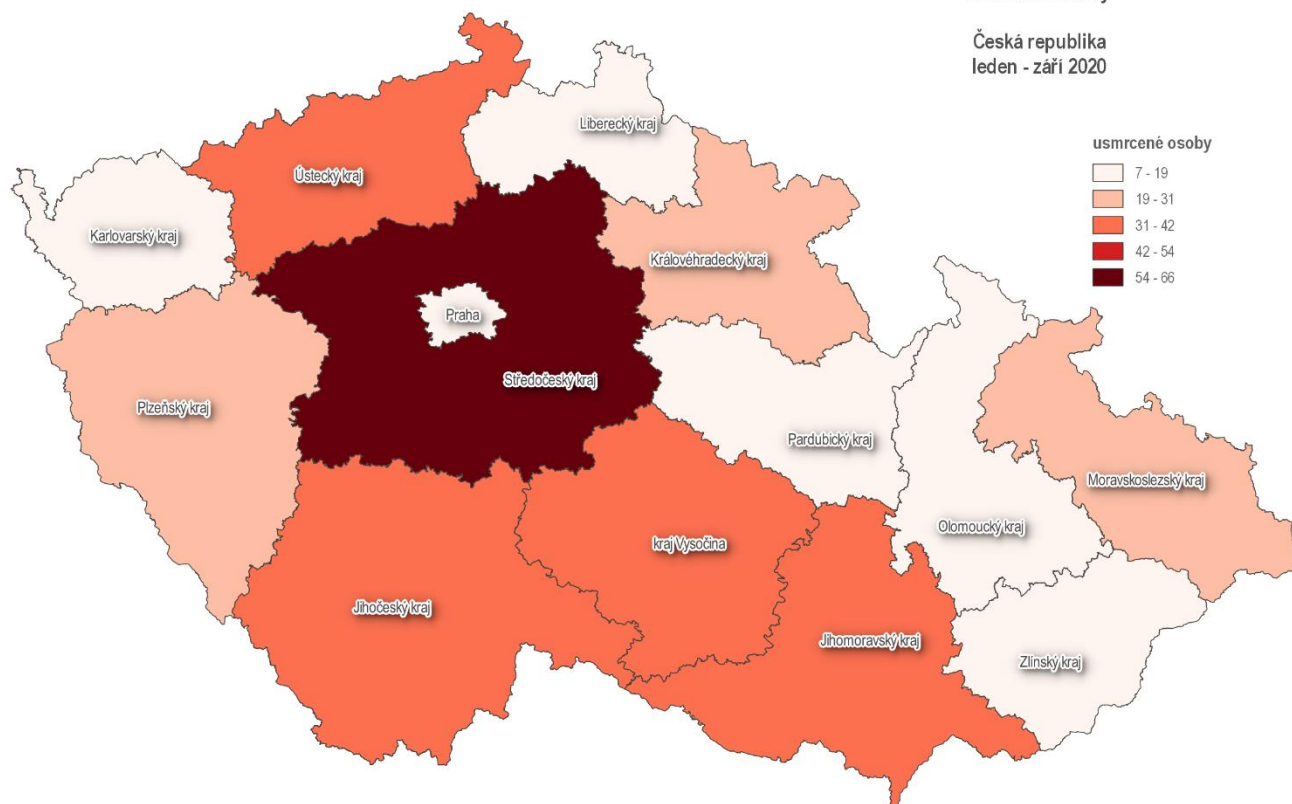 Česká republika
leden - září 2020
usmrcené osoby
7 - 19
19 - 31
31 - 42
42 - 54
54 - 66
Liberecký kraj
Ústecký kraj
Karlovarský kraj
Královéhradecký kraj
Praha
Středočeský kraj
Plzeňský kraj
Pardubický kraj
Moravskoslezský kraj
Olomoucký kraj
kraj Vysočina
Jihočeský kraj
Jihomoravský kraj
Zlínský kraj